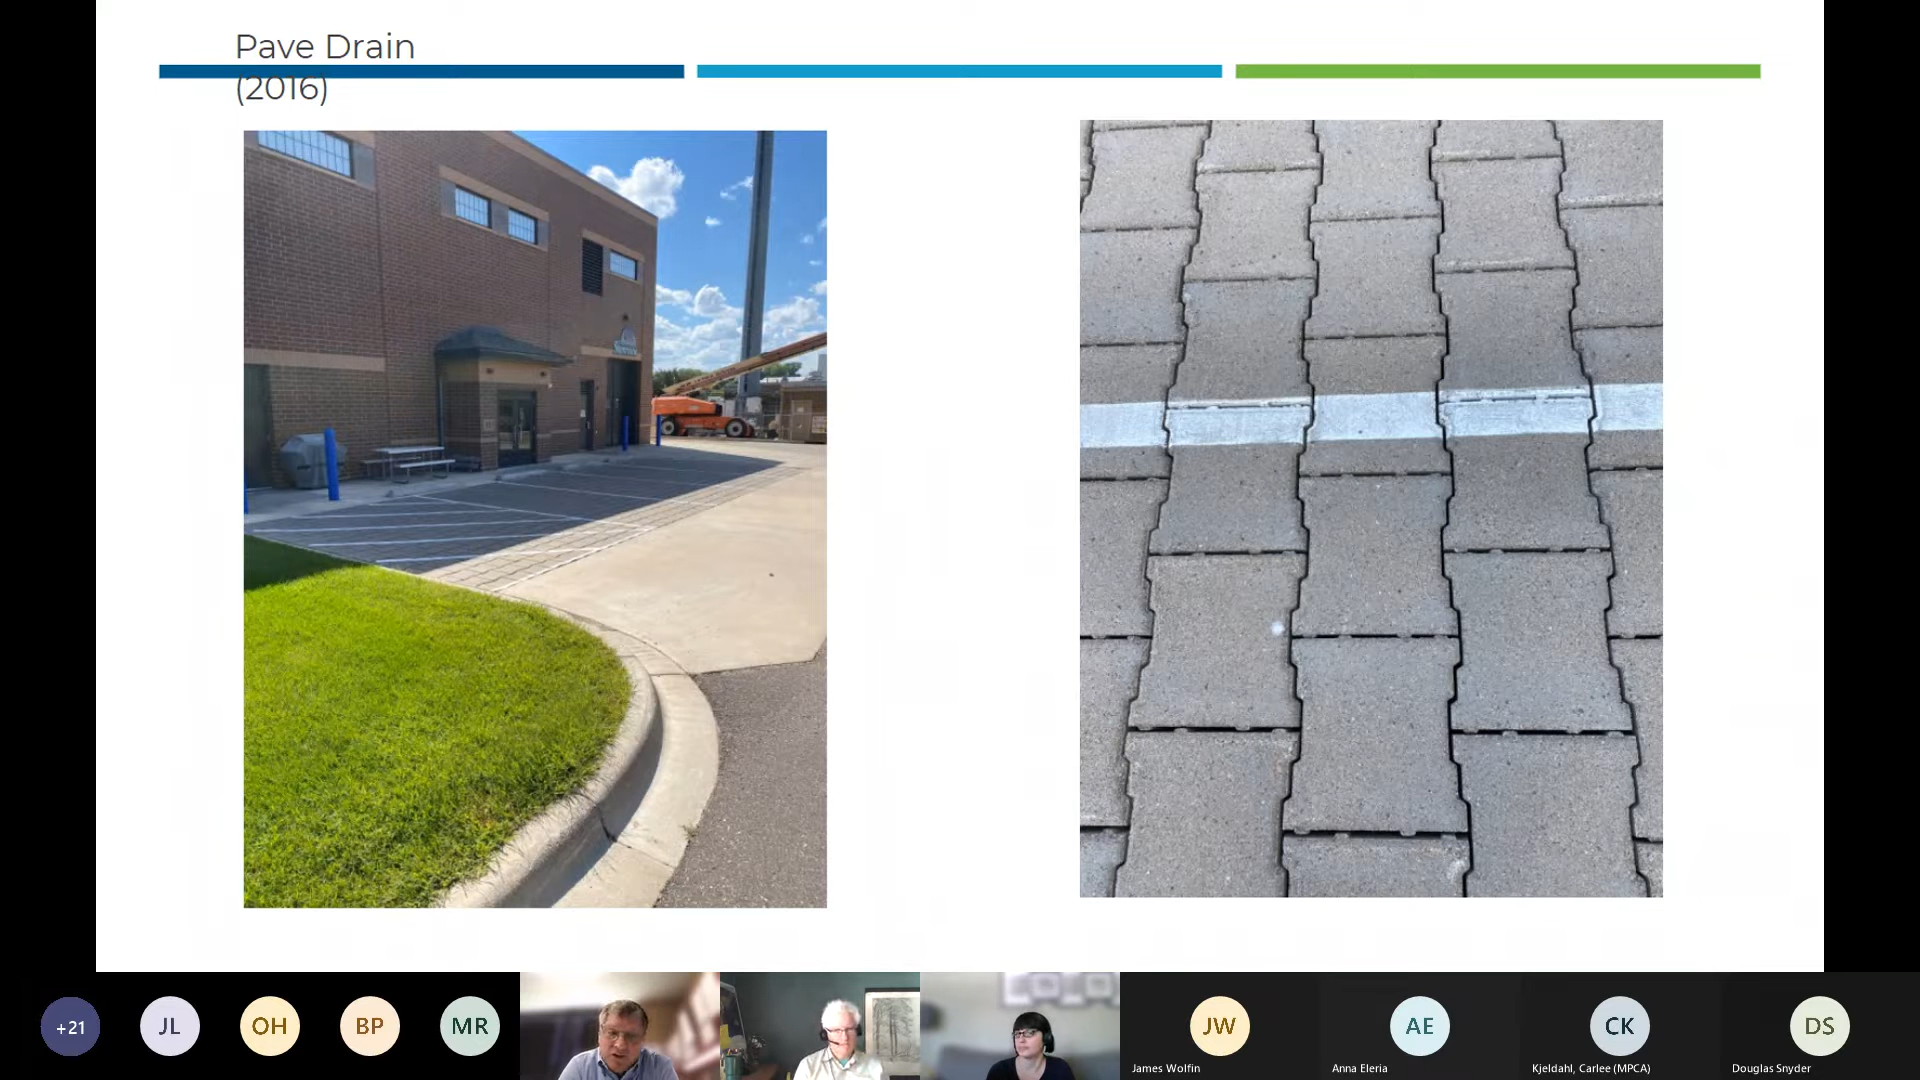 Pave Drain
(2016)
+21
JL
OH
BP
MR
JW
James Wolfin
AE
Anna Eleria
CK
Kjeldahl, Carlee (MPCA)
DS
Douglas Snyder